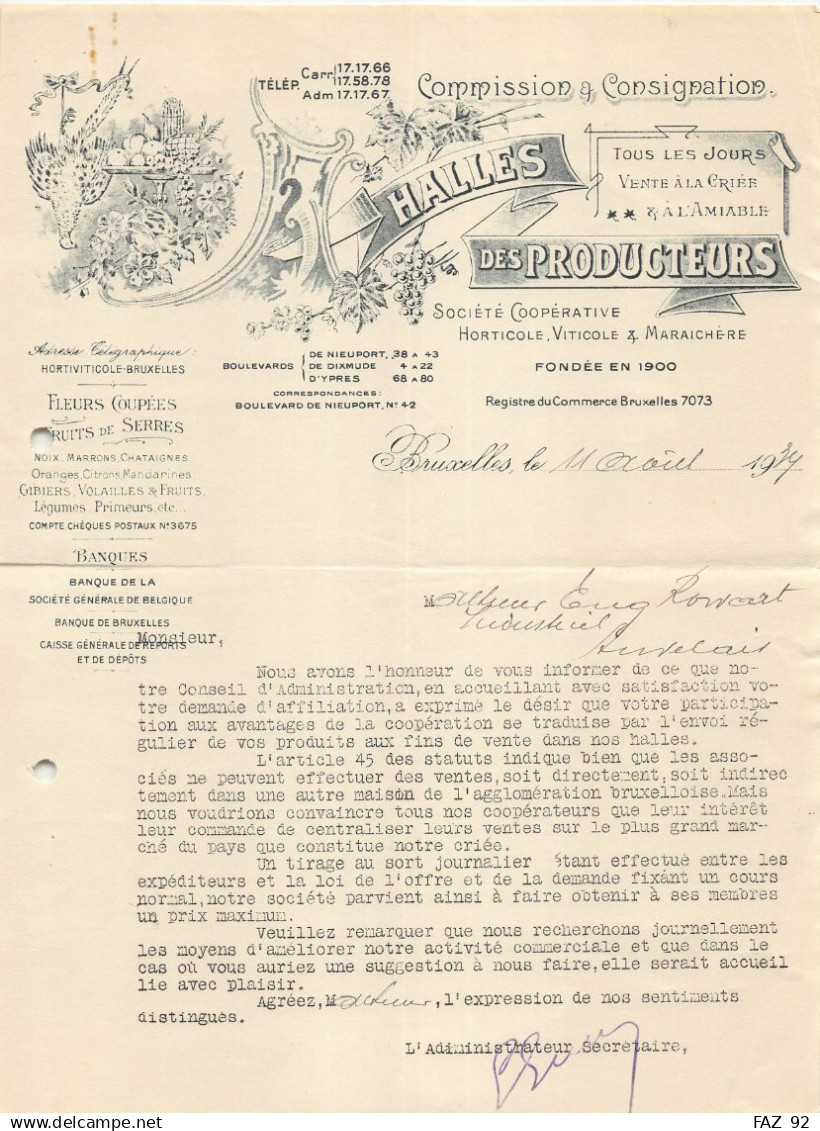 TÉLÉP. Carr. 17.17.66
17.58.78
Adm 17.17.67
Commission & Consignation.
HALLES
DES PRODUCTEURS
TOUS LES JOURS
VENTE À LA CRIÉE
& À L'AMIABLE
SOCIÉTÉ COOPÉRATIVE
HORTICOLE, VITICOLE & MARAICHÈRE
FONDÉE EN 1900
Registre du Commerce Bruxelles 7073
BOULEVARDS
DE NIEUPORT, 38 A 43
DE DIXMUDE 4 A 22
D'YPRES 68 A 80
CORRESPONDANCES:
BOULEVARD DE NIEUPORT, N° 42
Adresse Télégraphique:
HORTIVITICOLE-BRUXELLES
FLEURS COUPÉES
FRUITS DE SERRES
NOIX, MARRONS, CHATAIGNES
Oranges, Citrons, Mandarines,
GIBIERS, VOLAILLES & FRUITS,
Légumes, Primeurs, etc...
COMPTE CHÈQUES POSTAUX N° 3675
BANQUES
BANQUE DE LA
SOCIÉTÉ GÉNÉRALE DE BELGIQUE
BANQUE DE BRUXELLES
CAISSE GÉNÉRALE DE REPORTS
ET DE DÉPÔTS
Bruxelles, le 11 Août 1934
Monsieur Eug Rowart
Industriel
Auvelais
Monsieur,
Nous avons l'honneur de vous informer de ce que no-
tre Conseil d'Administration, en accueillant avec satisfaction vo-
tre demande d'affiliation, a exprimé le désir que votre participa-
tion aux avantages de la coopération se traduise par l'envoi ré-
gulier de vos produits aux fins de vente dans nos halles.
L'article 45 des statuts indique bien que les asso-
ciés ne peuvent effectuer des ventes, soit directement, soit indirec
tement dans une autre maison de l'agglomération bruxelloise. Mais
nous voudrions convaincre tous nos coopérateurs que leur intérêt
leur commande de centraliser leurs ventes sur le plus grand mar-
ché du pays que constitue notre criée.
Un tirage au sort journalier étant effectué entre les
expéditeurs et la loi de l'offre et de la demande fixant un cours
normal, notre société parvient ainsi à faire obtenir à ses membres
un prix maximum.
Veuillez remarquer que nous recherchons journellement
les moyens d'améliorer notre activité commerciale et que dans le
cas où vous auriez une suggestion à nous faire, elle serait accueil
lie avec plaisir.
Agréez, Monsieur, l'expression de nos sentiments
distingués.
L'Adiministrateur Secrétaire,
FAZ 92